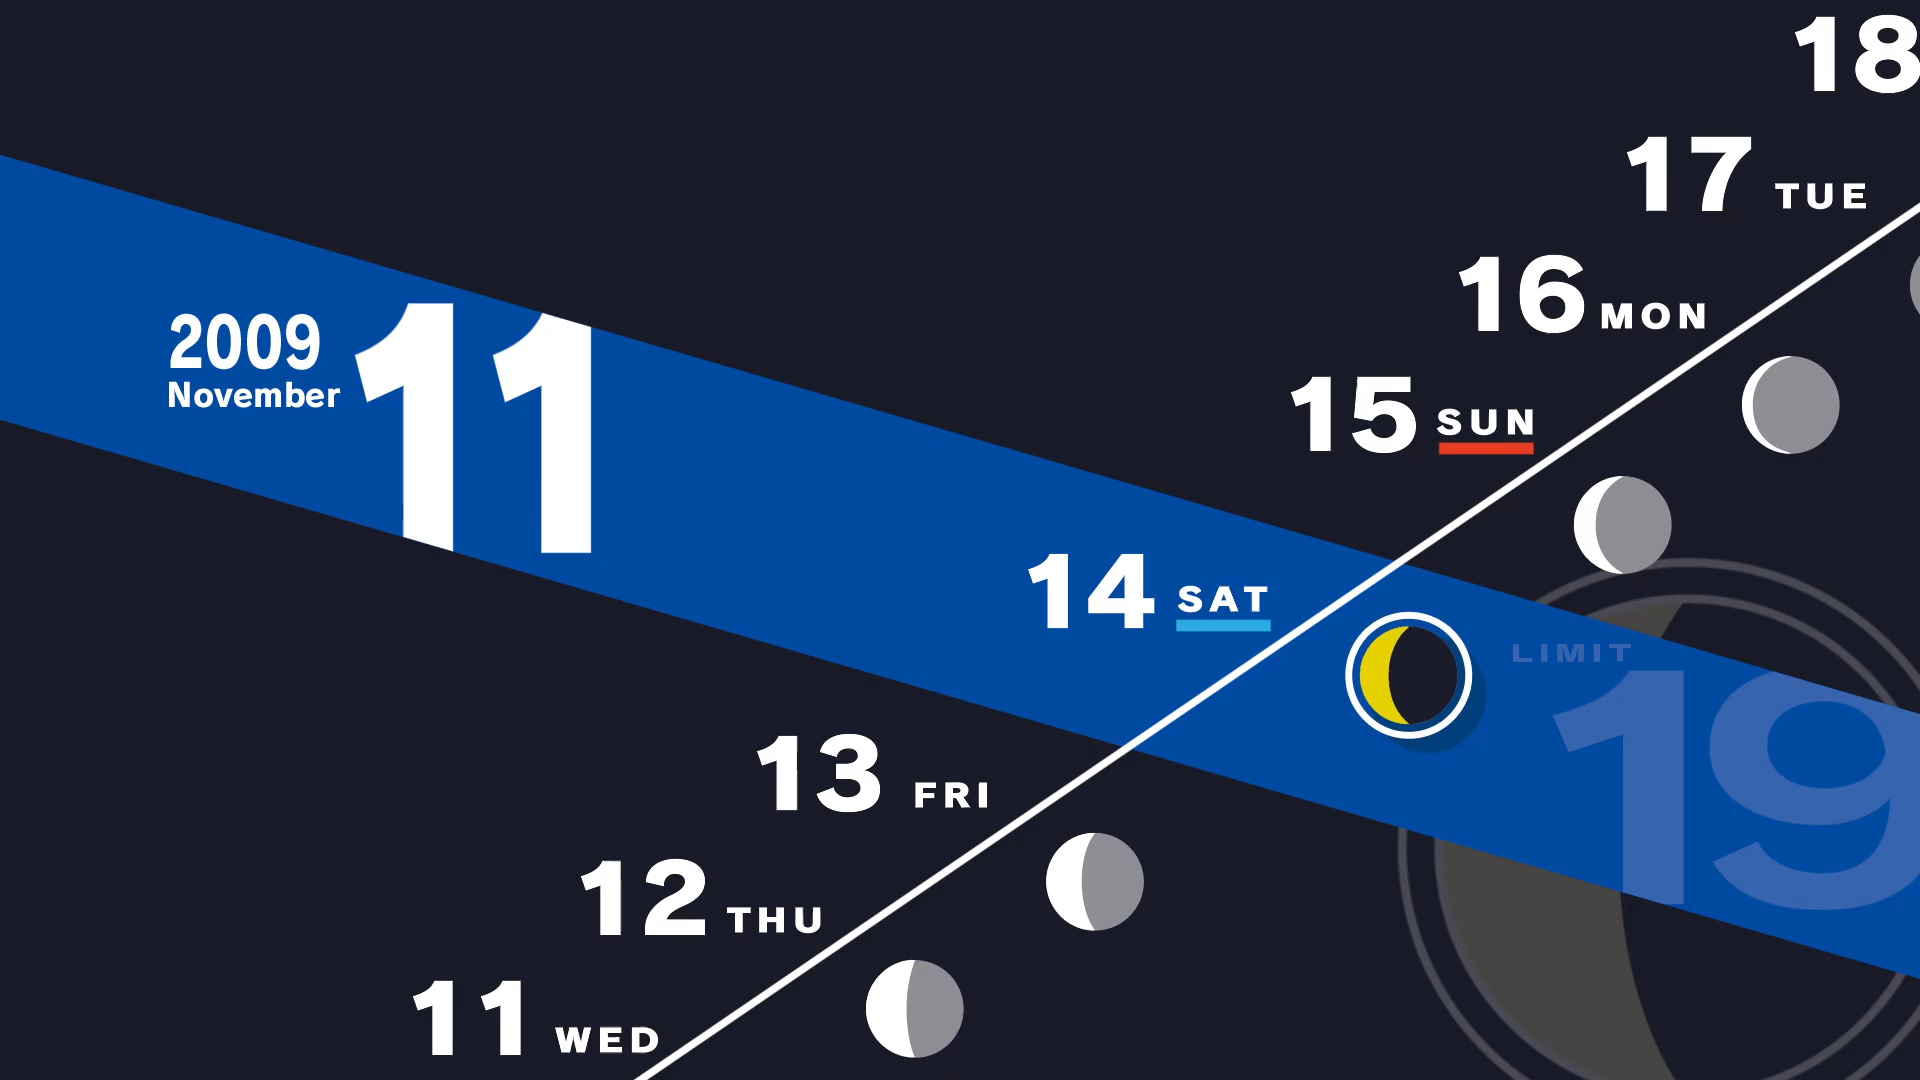 18
17 TUE
16 MON
2009
November
11
15 SUN
14 SAT
LIMIT
19
13 FRI
12 THU
11 WED